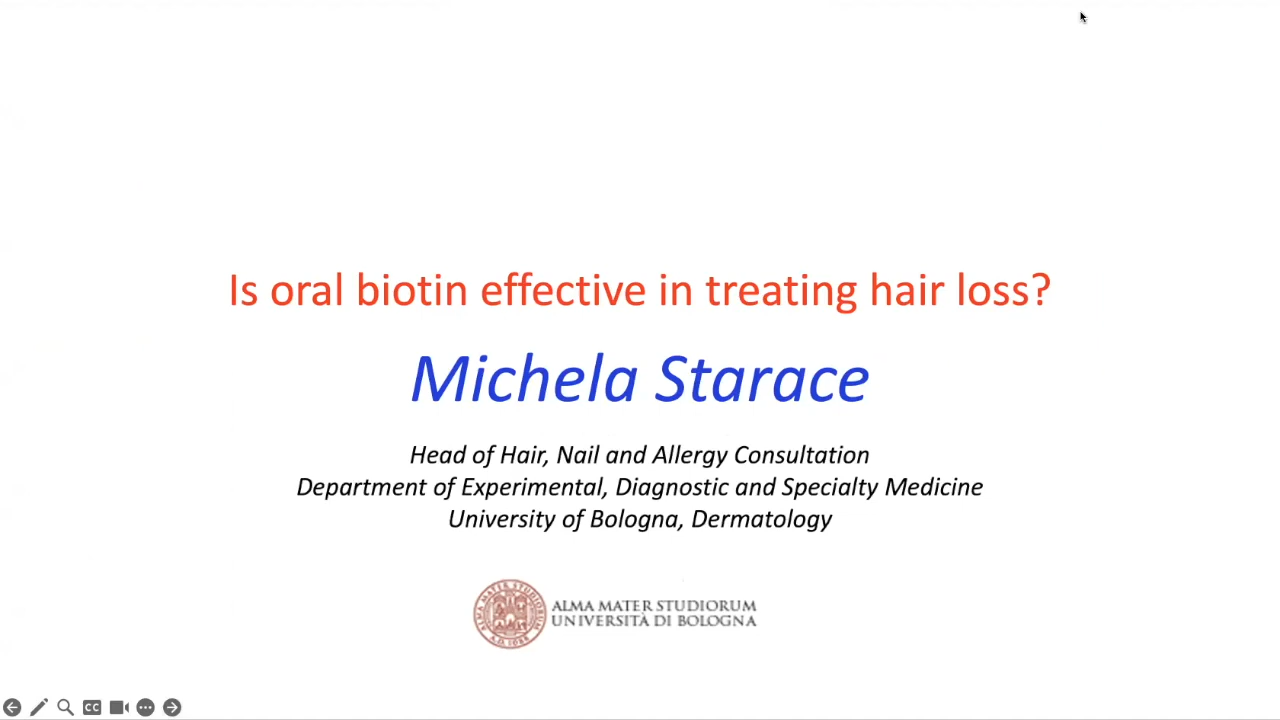 Is oral biotin effective in treating hair loss?
Michela Starace
Head of Hair, Nail and Allergy Consultation
Department of Experimental, Diagnostic and Specialty Medicine
University of Bologna, Dermatology
ALMA MATER STUDIORUM
UNIVERSITÀ DI BOLOGNA
CC